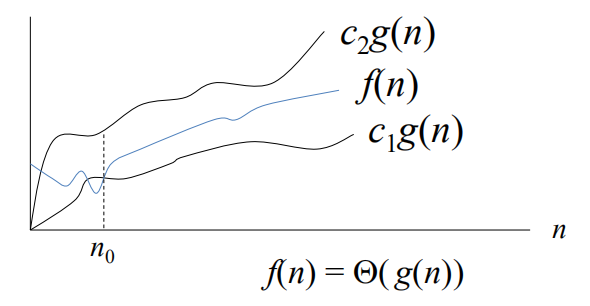 c₂g(n)
f(n)
c₁g(n)
n
n₀
f(n) = Θ( g(n))